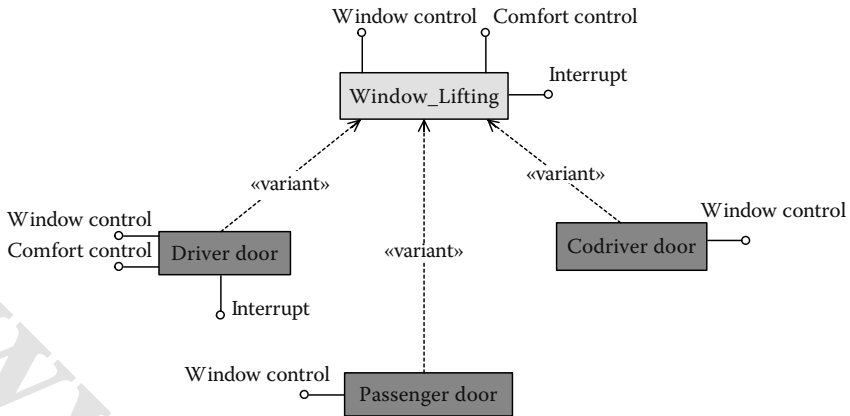 Window control
Comfort control
Interrupt
Window_Lifting
«variant»
«variant»
Window control
Window control
Driver door
Codriver door
Comfort control
«variant»
Interrupt
Window control
Passenger door